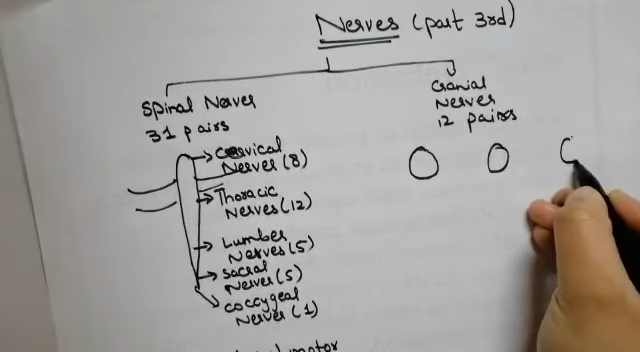 Nerves (part 3rd)
Spinal Nerves
31 pairs
Cranial
Nerves
12 pairs
Cervical
Nerves (8)
Thoracic
Nerves (12)
Lumber
Nerves (5)
Sacral
Nerves (5)
Coccygeal
Nerves (1)